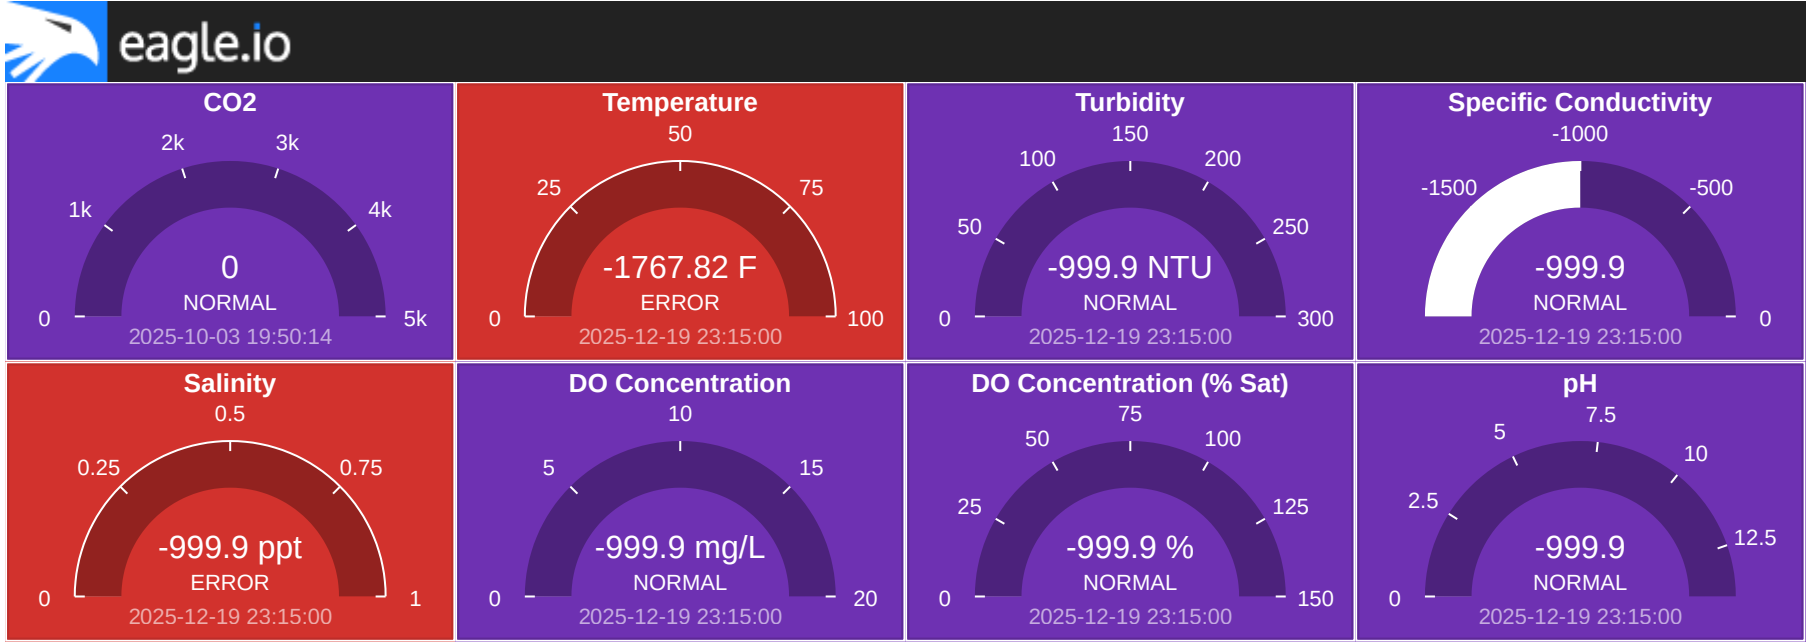 eagle.io
CO2
0
1k
2k
3k
4k
5k
0
NORMAL
2025-10-03 19:50:14
Temperature
0
25
50
75
100
-1767.82 F
ERROR
2025-12-19 23:15:00
Turbidity
0
50
100
150
200
250
300
-999.9 NTU
NORMAL
2025-12-19 23:15:00
Specific Conductivity
-1500
-1000
-500
0
-999.9
NORMAL
2025-12-19 23:15:00
Salinity
0
0.25
0.5
0.75
1
-999.9 ppt
ERROR
2025-12-19 23:15:00
DO Concentration
0
5
10
15
20
-999.9 mg/L
NORMAL
2025-12-19 23:15:00
DO Concentration (% Sat)
0
25
50
75
100
125
150
-999.9 %
NORMAL
2025-12-19 23:15:00
pH
0
2.5
5
7.5
10
12.5
-999.9
NORMAL
2025-12-19 23:15:00